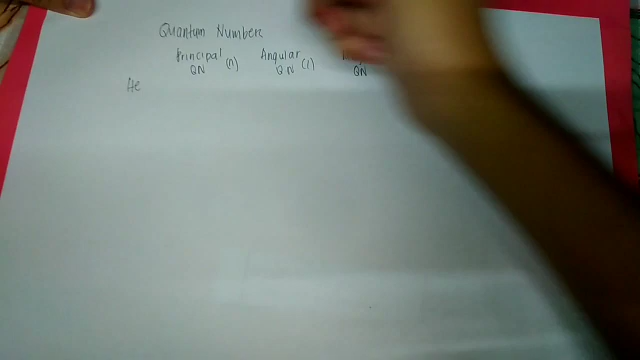 Quantum Numbers
Principal QN (n) Angular QN (l) QN
He